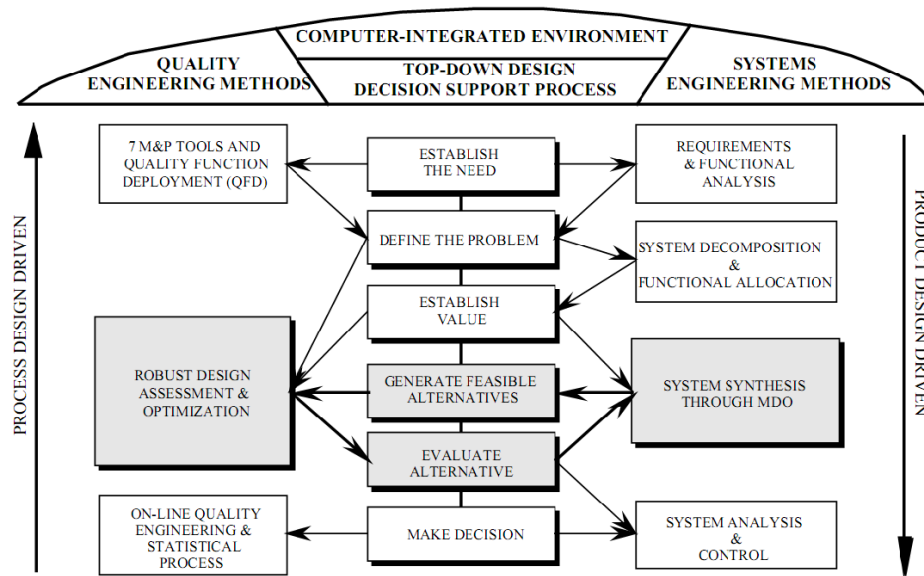 COMPUTER-INTEGRATED ENVIRONMENT
QUALITY
ENGINEERING METHODS
TOP-DOWN DESIGN
DECISION SUPPORT PROCESS
SYSTEMS
ENGINEERING METHODS
PROCESS DESIGN DRIVEN
7 M&P TOOLS AND
QUALITY FUNCTION
DEPLOYMENT (QFD)
ESTABLISH
THE NEED
REQUIREMENTS
& FUNCTIONAL
ANALYSIS
DEFINE THE PROBLEM
SYSTEM DECOMPOSITION
&
FUNCTIONAL ALLOCATION
ESTABLISH
VALUE
ROBUST DESIGN
ASSESSMENT &
OPTIMIZATION
GENERATE FEASIBLE
ALTERNATIVES
SYSTEM SYNTHESIS
THROUGH MDO
EVALUATE
ALTERNATIVE
ON-LINE QUALITY
ENGINEERING &
STATISTICAL
PROCESS
MAKE DECISION
SYSTEM ANALYSIS
&
CONTROL
PRODUCT DESIGN DRIVEN